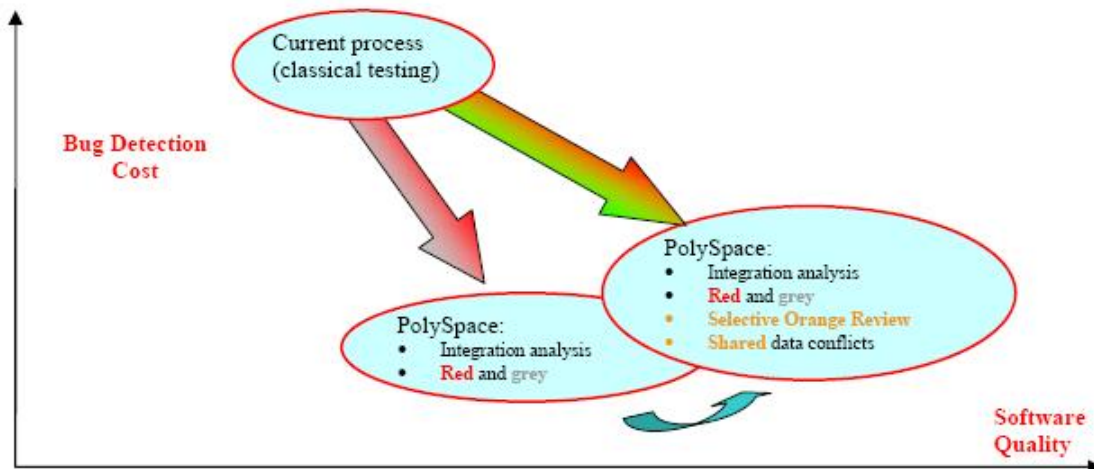 Current process
(classical testing)
Bug Detection
Cost
PolySpace:
• Integration analysis
• Red and grey
• Selective Orange Review
• Shared data conflicts
PolySpace:
• Integration analysis
• Red and grey
Software
Quality